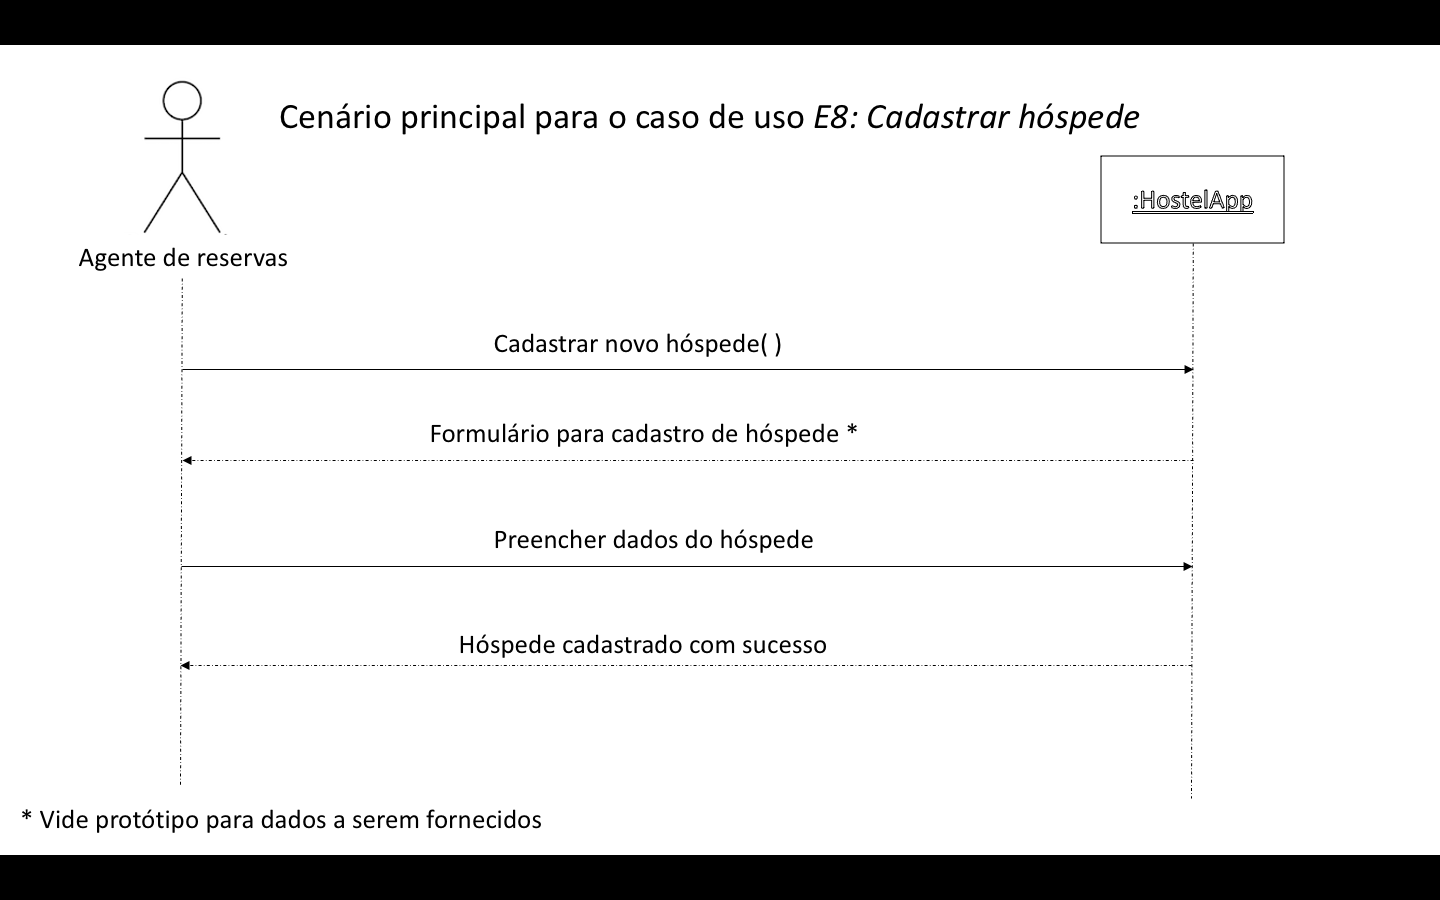 Cenário principal para o caso de uso E8: Cadastrar hóspede
:HostelApp
Agente de reservas
Cadastrar novo hóspede( )
Formulário para cadastro de hóspede *
Preencher dados do hóspede
Hóspede cadastrado com sucesso
* Vide protótipo para dados a serem fornecidos